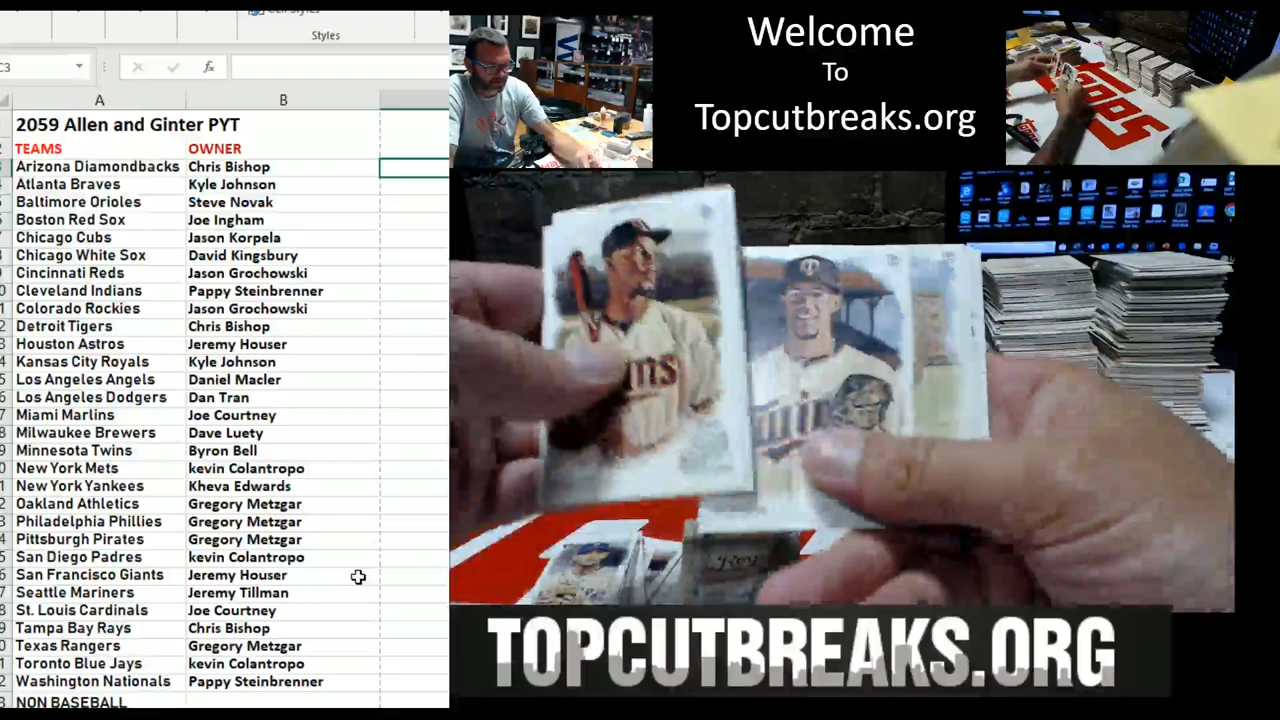 Styles
C3
fx
A B
2059 Allen and Ginter PYT
TEAMS OWNER
Arizona Diamondbacks Chris Bishop
Atlanta Braves Kyle Johnson
Baltimore Orioles Steve Novak
Boston Red Sox Joe Ingham
Chicago Cubs Jason Korpela
Chicago White Sox David Kingsbury
Cincinnati Reds Jason Grochowski
Cleveland Indians Pappy Steinbrenner
Colorado Rockies Jason Grochowski
Detroit Tigers Chris Bishop
Houston Astros Jeremy Houser
Kansas City Royals Kyle Johnson
Los Angeles Angels Daniel Macler
Los Angeles Dodgers Dan Tran
Miami Marlins Joe Courtney
Milwaukee Brewers Dave Luety
Minnesota Twins Byron Bell
New York Mets kevin Colantropo
New York Yankees Kheva Edwards
Oakland Athletics Gregory Metzgar
Philadelphia Phillies Gregory Metzgar
Pittsburgh Pirates Gregory Metzgar
San Diego Padres kevin Colantropo
San Francisco Giants Jeremy Houser
Seattle Mariners Jeremy Tillman
St. Louis Cardinals Joe Courtney
Tampa Bay Rays Chris Bishop
Texas Rangers Gregory Metzgar
Toronto Blue Jays kevin Colantropo
Washington Nationals Pappy Steinbrenner
NON BASEBALL
Welcome
To
Topcutbreaks.org
Topps
TOPCUTBREAKS.ORG